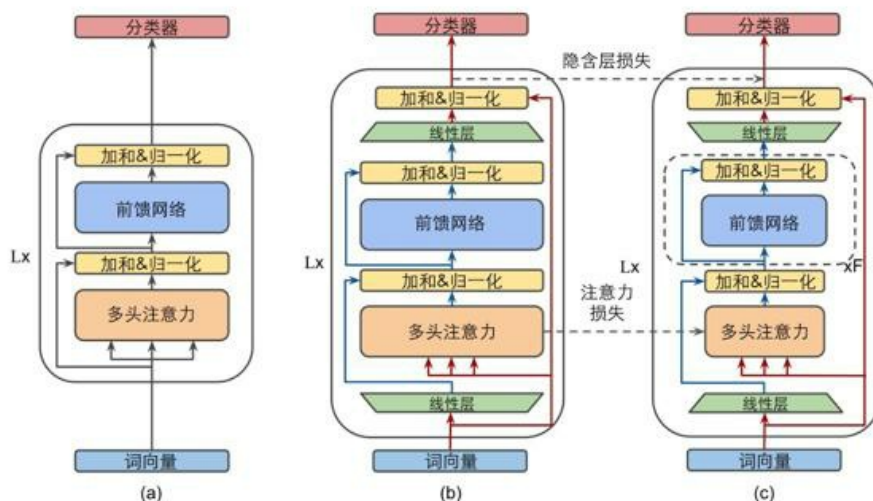 分类器
加和&归一化
前馈网络
Lx
加和&归一化
多头注意力
词向量
(a)
分类器
隐含层损失
加和&归一化
线性层
加和&归一化
前馈网络
Lx
加和&归一化
注意力
损失
多头注意力
线性层
词向量
(b)
分类器
加和&归一化
线性层
加和&归一化
前馈网络
Lx
xF
加和&归一化
多头注意力
线性层
词向量
(c)